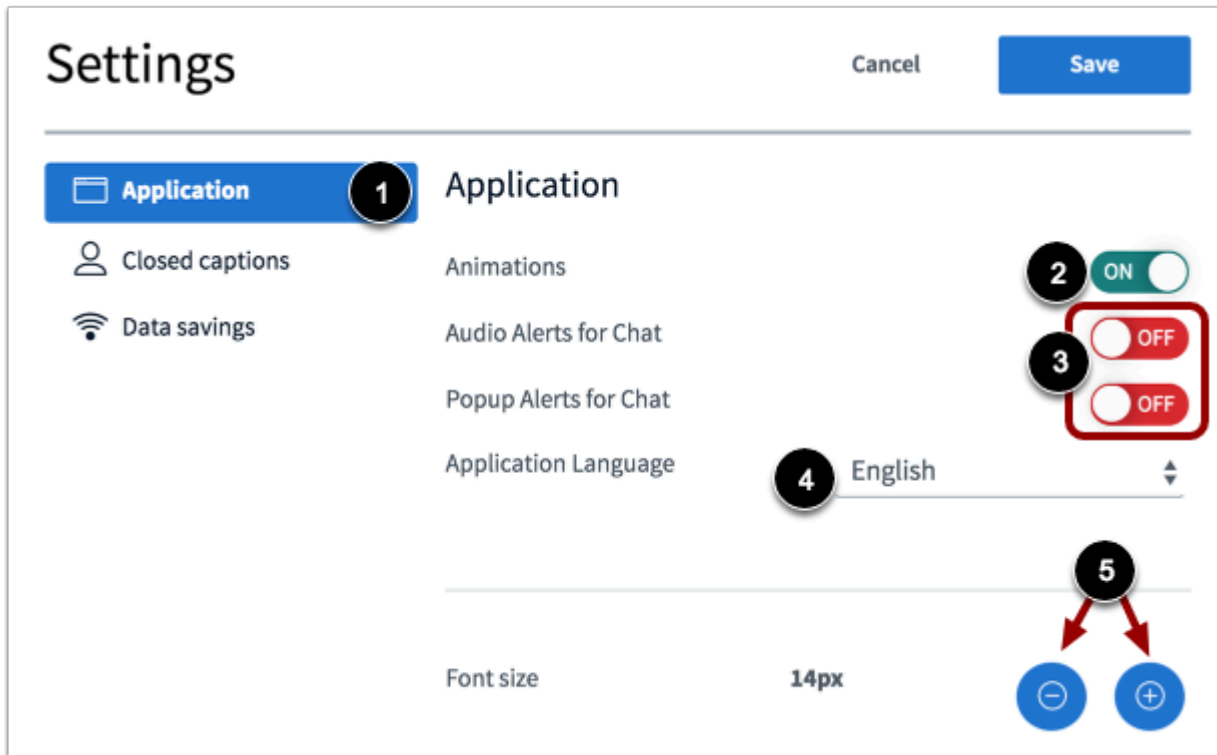 Settings
Cancel
Save
Application
1
Application
Closed captions
Data savings
Animations
2
ON
Audio Alerts for Chat
OFF
3
Popup Alerts for Chat
OFF
Application Language
4
English
5
Font size
14px